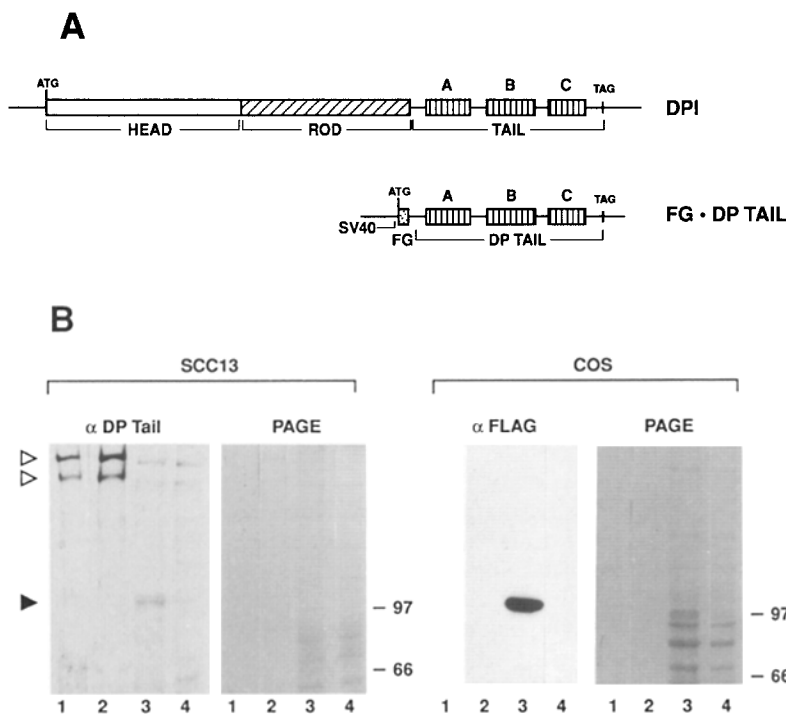 A
ATG A B C TAG
DPI
HEAD ROD TAIL
ATG A B C TAG
FG • DP TAIL
SV40
FG DP TAIL
B
SCC13 COS
α DP Tail PAGE α FLAG PAGE
– 97 – 97
– 66 – 66
1 2 3 4 1 2 3 4 1 2 3 4 1 2 3 4